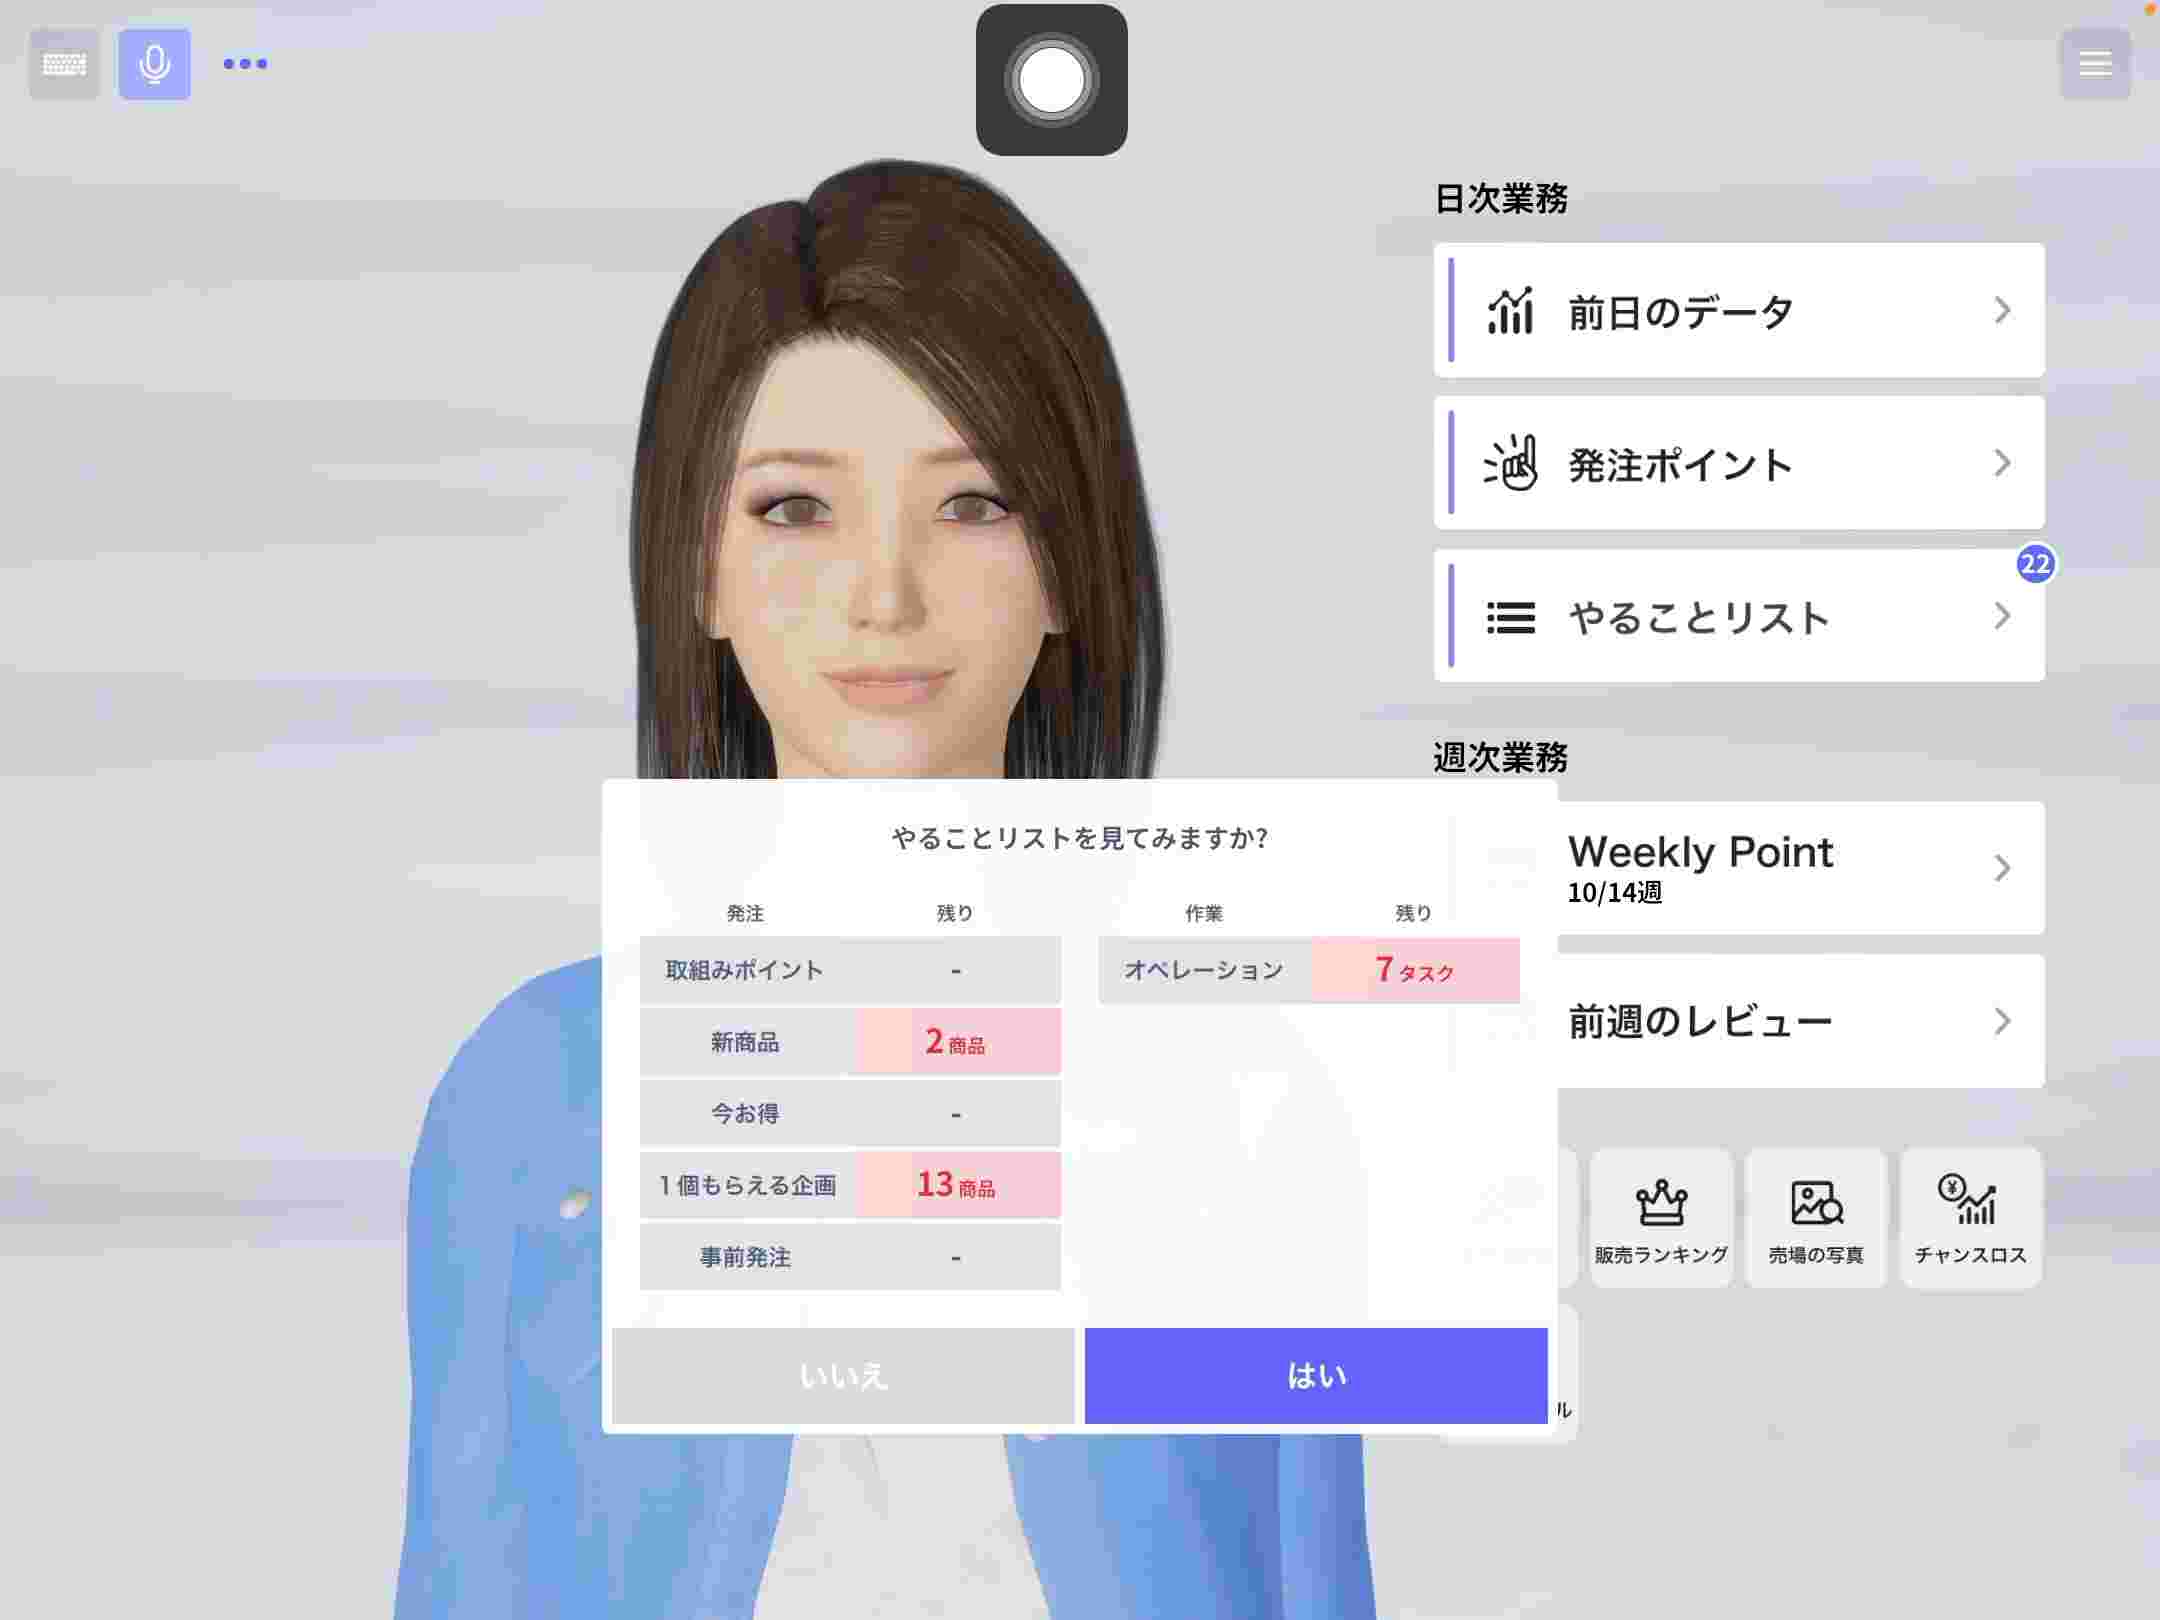 日次業務
前日のデータ
発注ポイント
22
やることリスト
週次業務
Weekly Point
10/14週
前週のレビュー
やることリストを見てみますか?
発注 残り
取組みポイント -
新商品 2商品
今お得 -
1個もらえる企画 13商品
事前発注 -
作業 残り
オペレーション 7タスク
いいえ
はい
販売ランキング
売場の写真
チャンスロス
ル